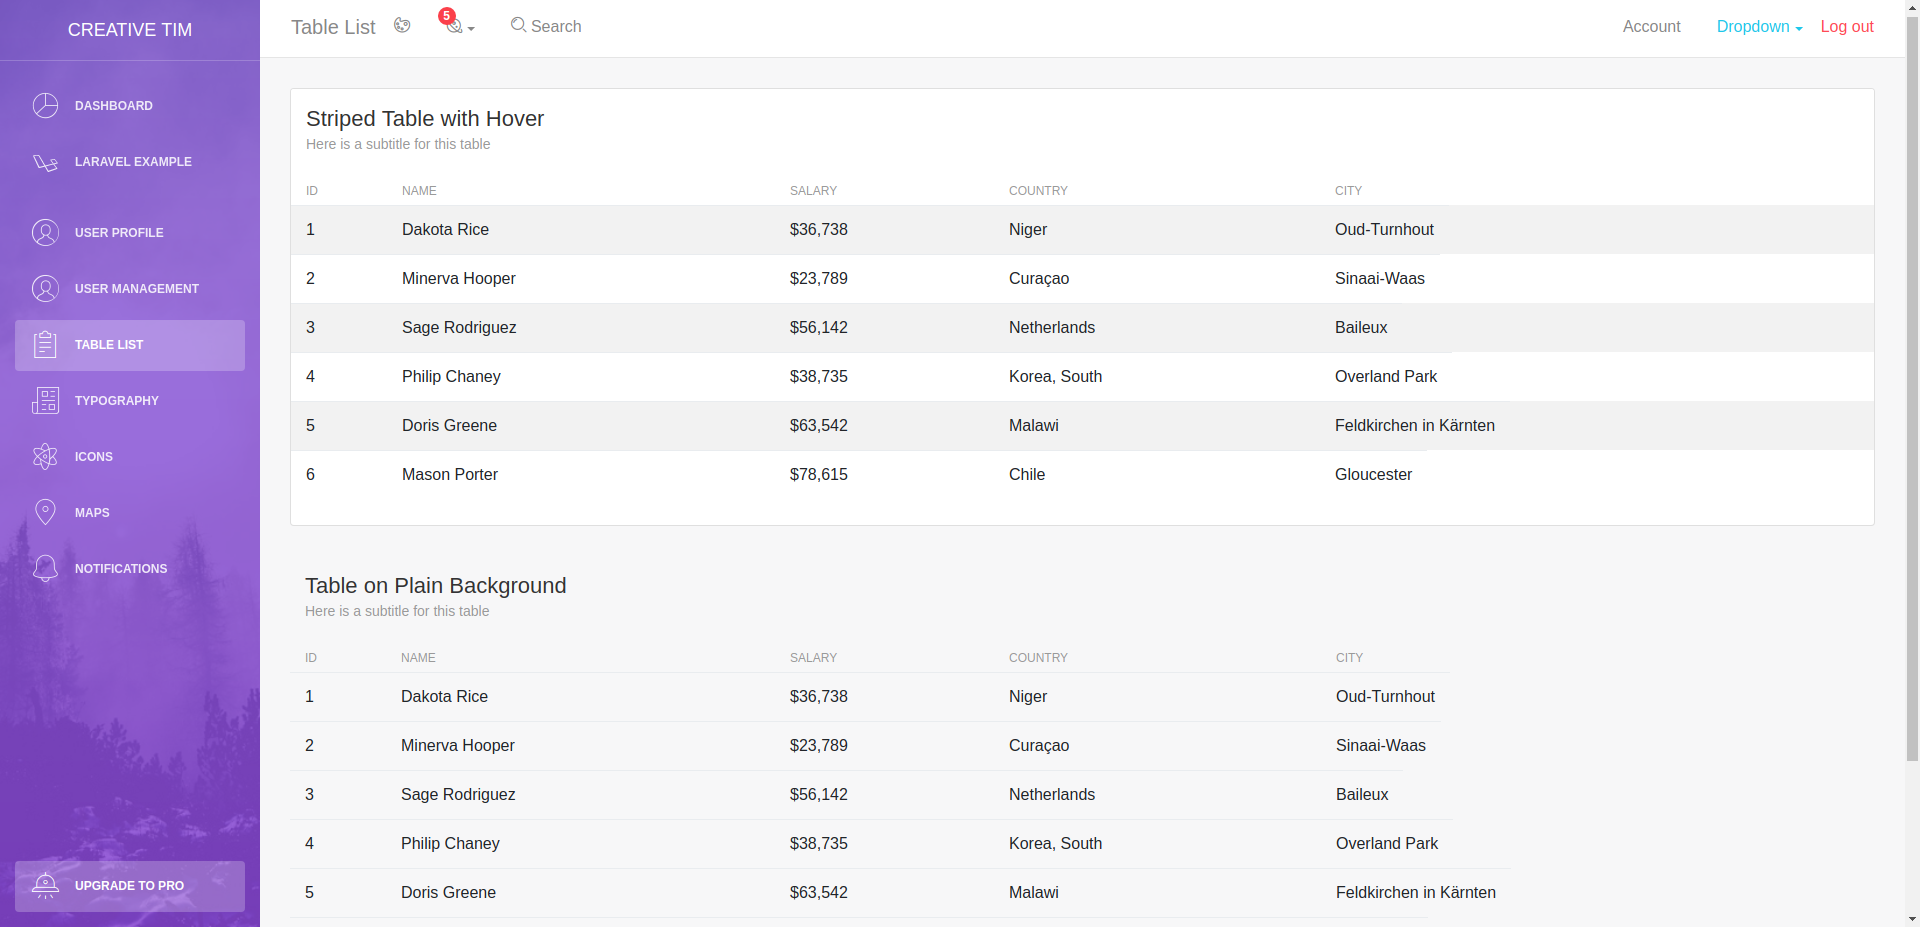 CREATIVE TIM
DASHBOARD
LARAVEL EXAMPLE
USER PROFILE
USER MANAGEMENT
TABLE LIST
TYPOGRAPHY
ICONS
MAPS
NOTIFICATIONS
UPGRADE TO PRO
Table List 5 Search Account Dropdown Log out
Striped Table with Hover
Here is a subtitle for this table
ID NAME SALARY COUNTRY CITY
1 Dakota Rice $36,738 Niger Oud-Turnhout
2 Minerva Hooper $23,789 Curaçao Sinaai-Waas
3 Sage Rodriguez $56,142 Netherlands Baileux
4 Philip Chaney $38,735 Korea, South Overland Park
5 Doris Greene $63,542 Malawi Feldkirchen in Kärnten
6 Mason Porter $78,615 Chile Gloucester
Table on Plain Background
Here is a subtitle for this table
ID NAME SALARY COUNTRY CITY
1 Dakota Rice $36,738 Niger Oud-Turnhout
2 Minerva Hooper $23,789 Curaçao Sinaai-Waas
3 Sage Rodriguez $56,142 Netherlands Baileux
4 Philip Chaney $38,735 Korea, South Overland Park
5 Doris Greene $63,542 Malawi Feldkirchen in Kärnten